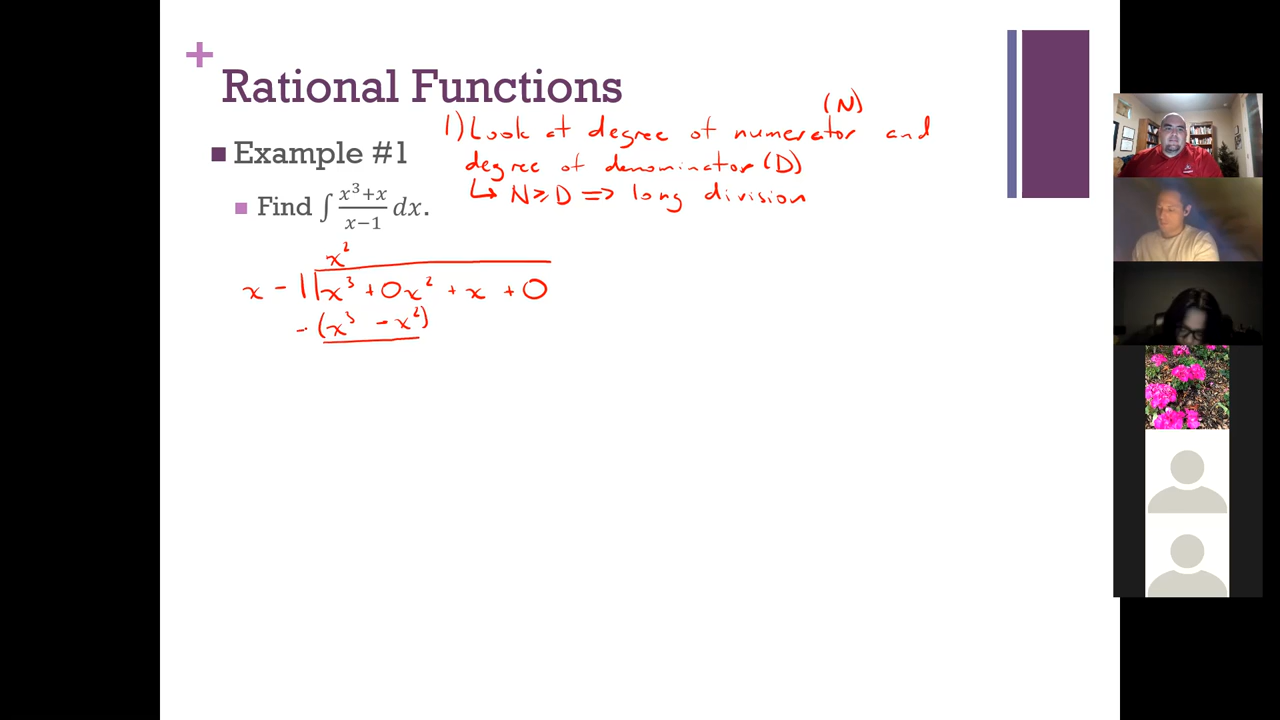 +
Rational Functions
(N)
1) Look at degree of numerator and
degree of denominator (D)
↳ N ≥ D => long division
■ Example #1
■ Find ∫ x³+x / x−1 dx.
x²
x - 1 | x³ + 0x² + x + 0
- (x³ - x²)